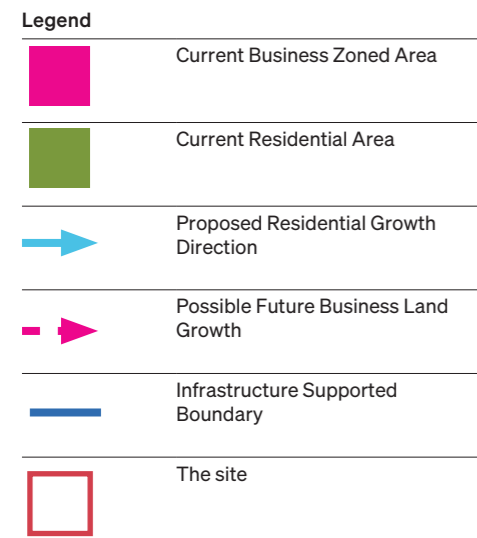 Legend
Current Business Zoned Area
Current Residential Area
Proposed Residential Growth
Direction
Possible Future Business Land
Growth
Infrastructure Supported
Boundary
The site